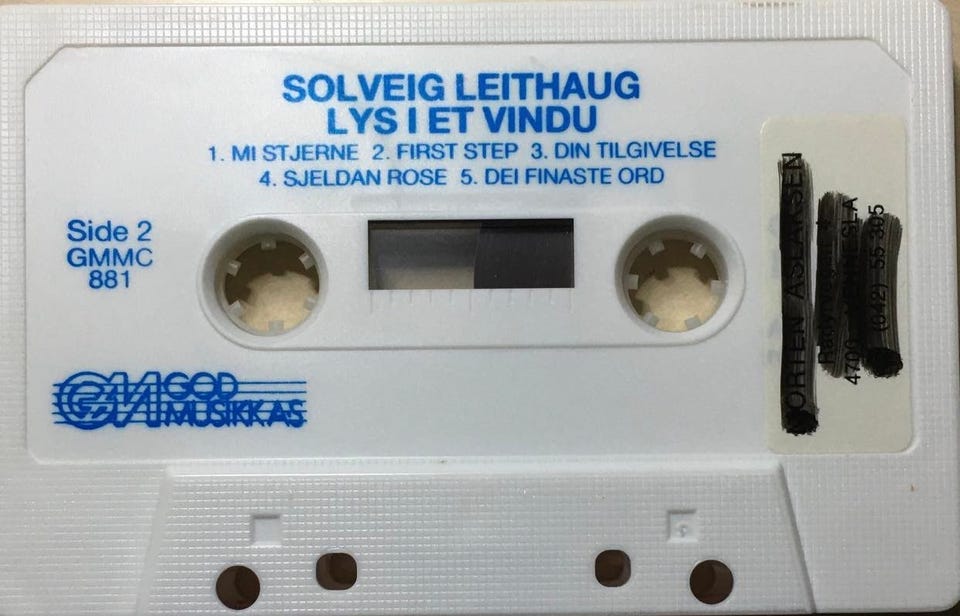 SOLVEIG LEITHAUG
LYS I ET VINDU
1. MI STJERNE 2. FIRST STEP 3. DIN TILGIVELSE
4. SJELDAN ROSE 5. DEI FINASTE ORD
Side 2
GMMC
881
GM GOD
MUSIKK AS